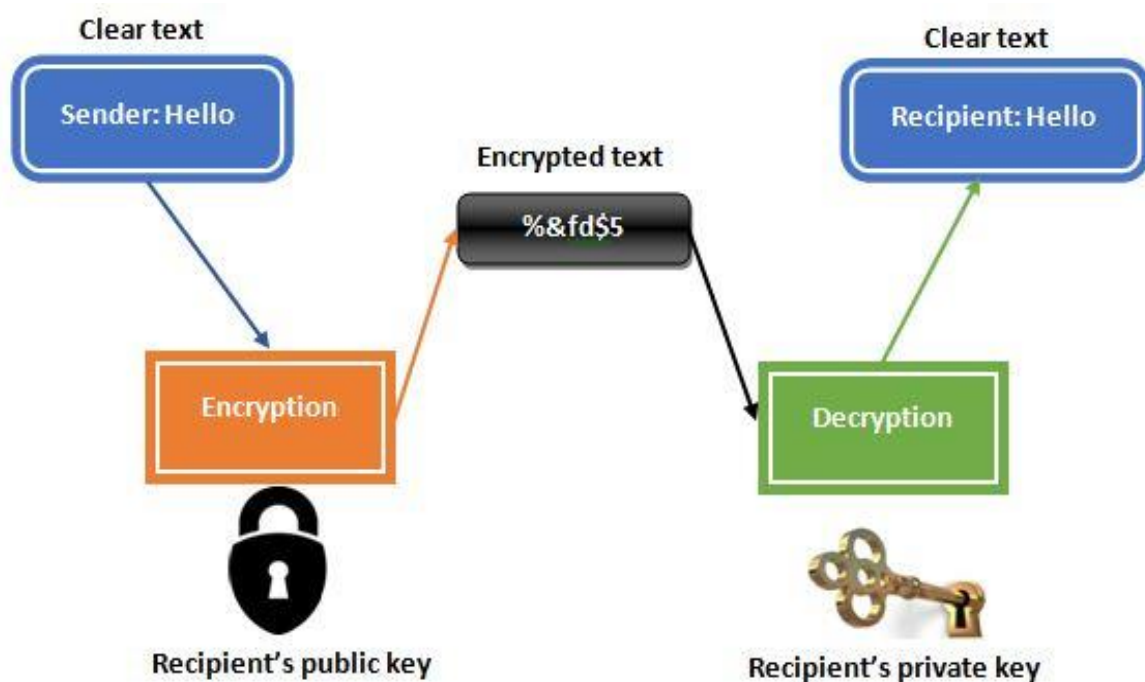 Clear text
Sender: Hello
Clear text
Recipient: Hello
Encrypted text
%&fd$5
Encryption
Decryption
Recipient's public key
Recipient's private key